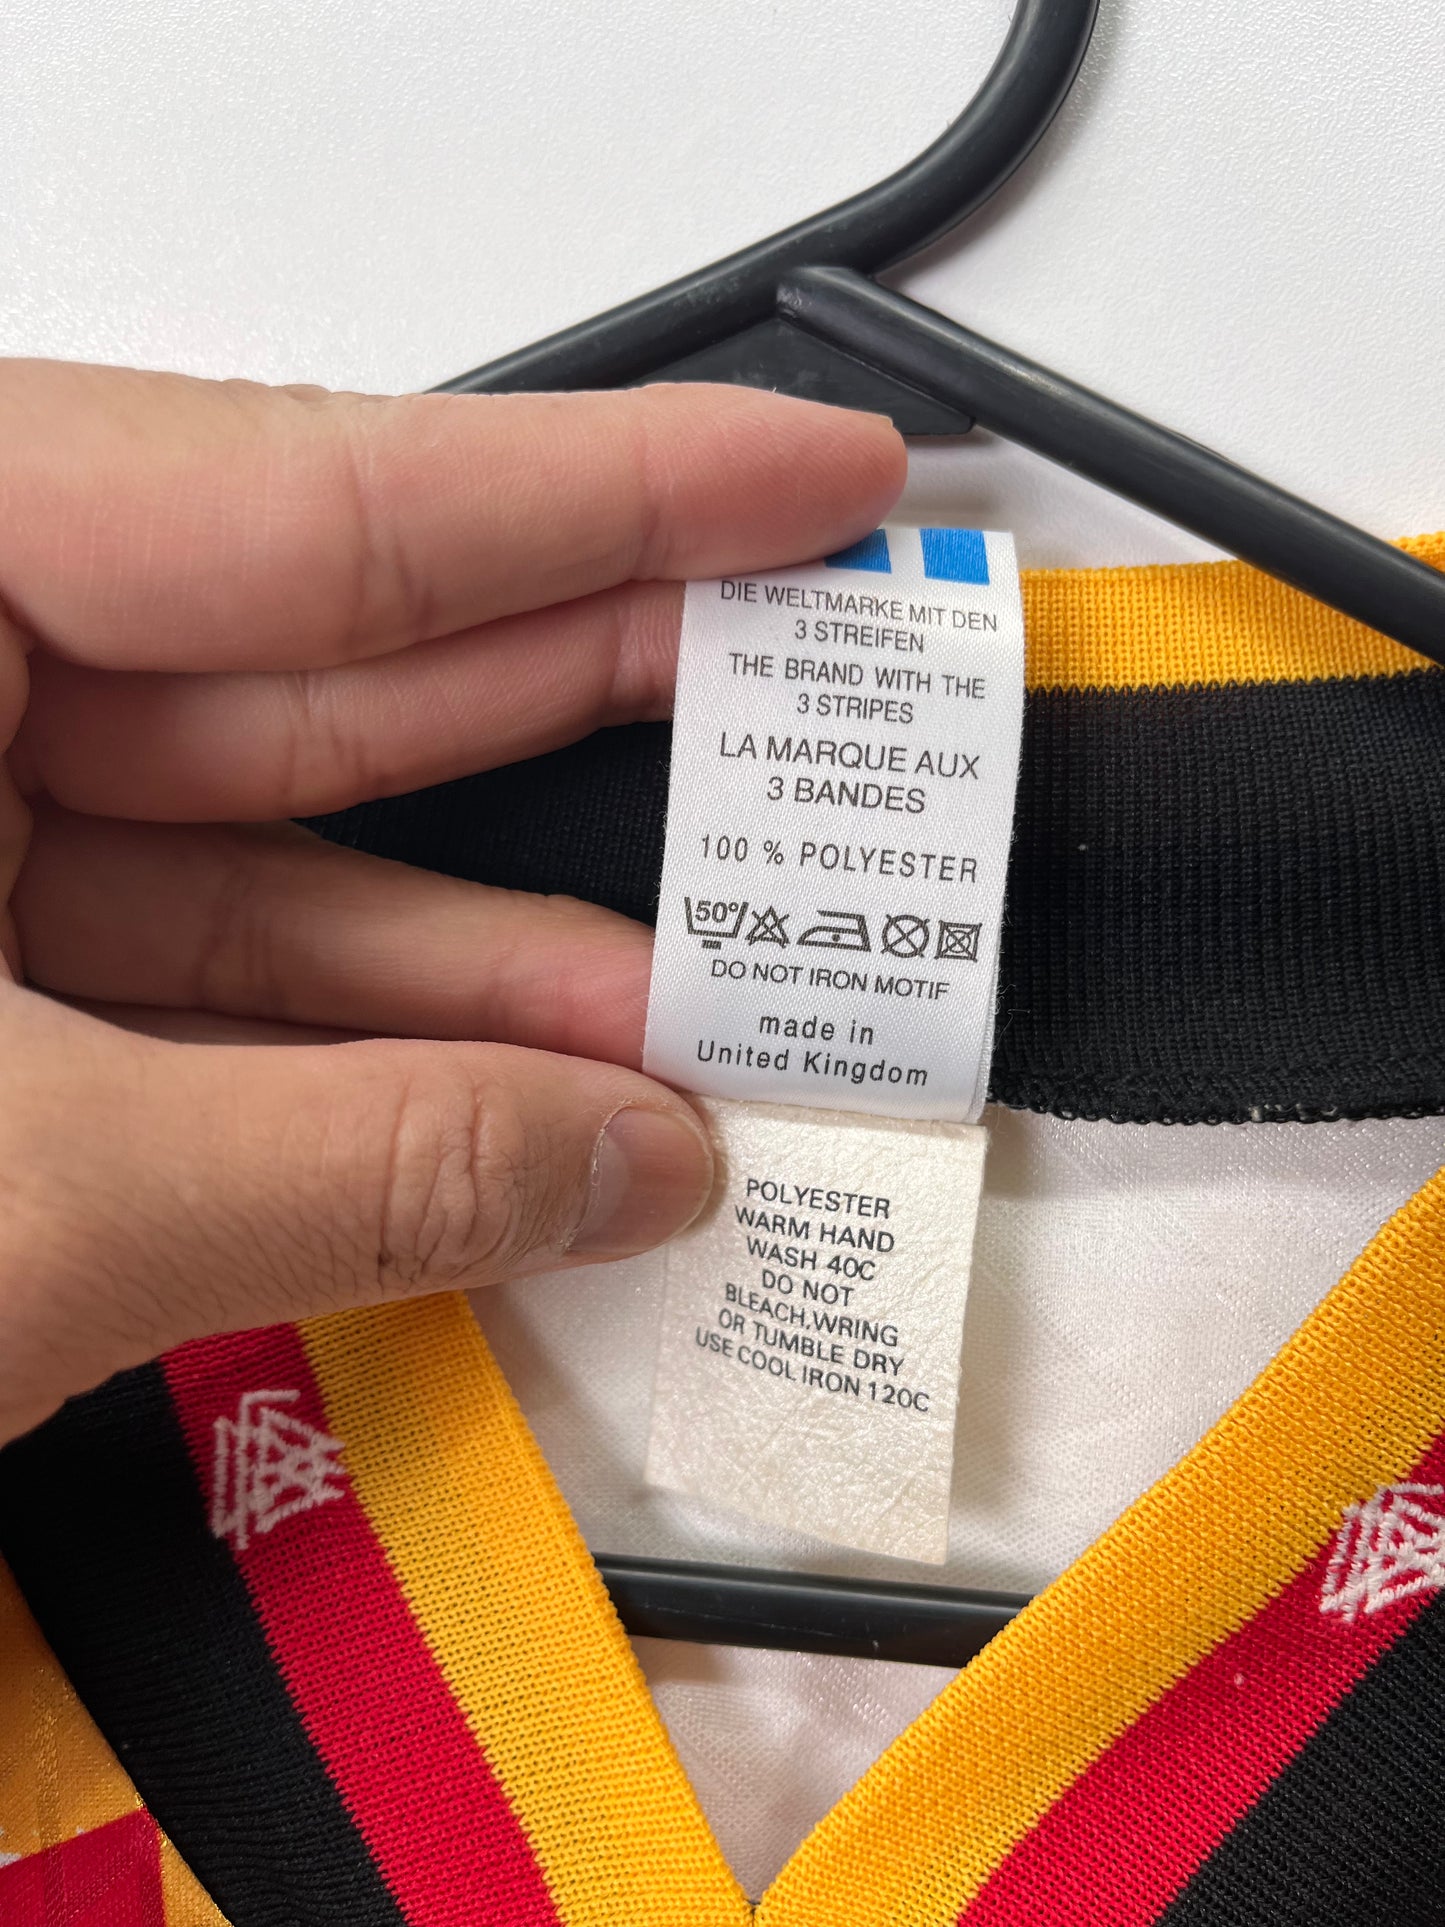 DIE WELTMARKE MIT DEN
3 STREIFEN
THE BRAND WITH THE
3 STRIPES
LA MARQUE AUX
3 BANDES
100 % POLYESTER
50°
DO NOT IRON MOTIF
made in
United Kingdom
POLYESTER
WARM HAND
WASH 40C
DO NOT
BLEACH.WRING
OR TUMBLE DRY
USE COOL IRON 120C